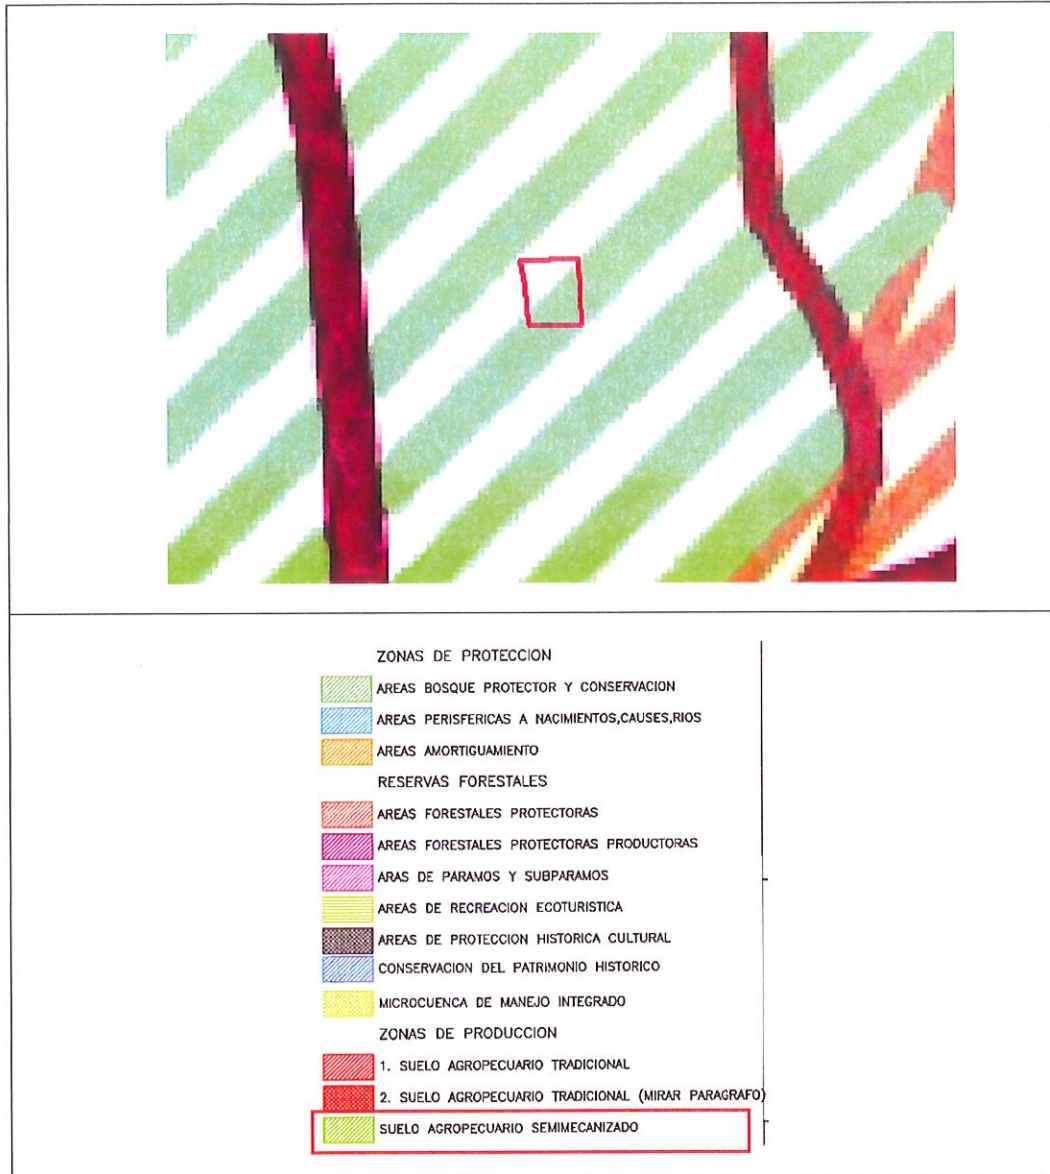 ZONAS DE PROTECCION
AREAS BOSQUE PROTECTOR Y CONSERVACION
AREAS PERISFERICAS A NACIMIENTOS,CAUSES,RIOS
AREAS AMORTIGUAMIENTO
RESERVAS FORESTALES
AREAS FORESTALES PROTECTORAS
AREAS FORESTALES PROTECTORAS PRODUCTORAS
ARAS DE PARAMOS Y SUBPARAMOS
AREAS DE RECREACION ECOTURISTICA
AREAS DE PROTECCION HISTORICA CULTURAL
CONSERVACION DEL PATRIMONIO HISTORICO
MICROCUENCA DE MANEJO INTEGRADO
ZONAS DE PRODUCCION
1. SUELO AGROPECUARIO TRADICIONAL
2. SUELO AGROPECUARIO TRADICIONAL (MIRAR PARAGRAFO)
SUELO AGROPECUARIO SEMIMECANIZADO